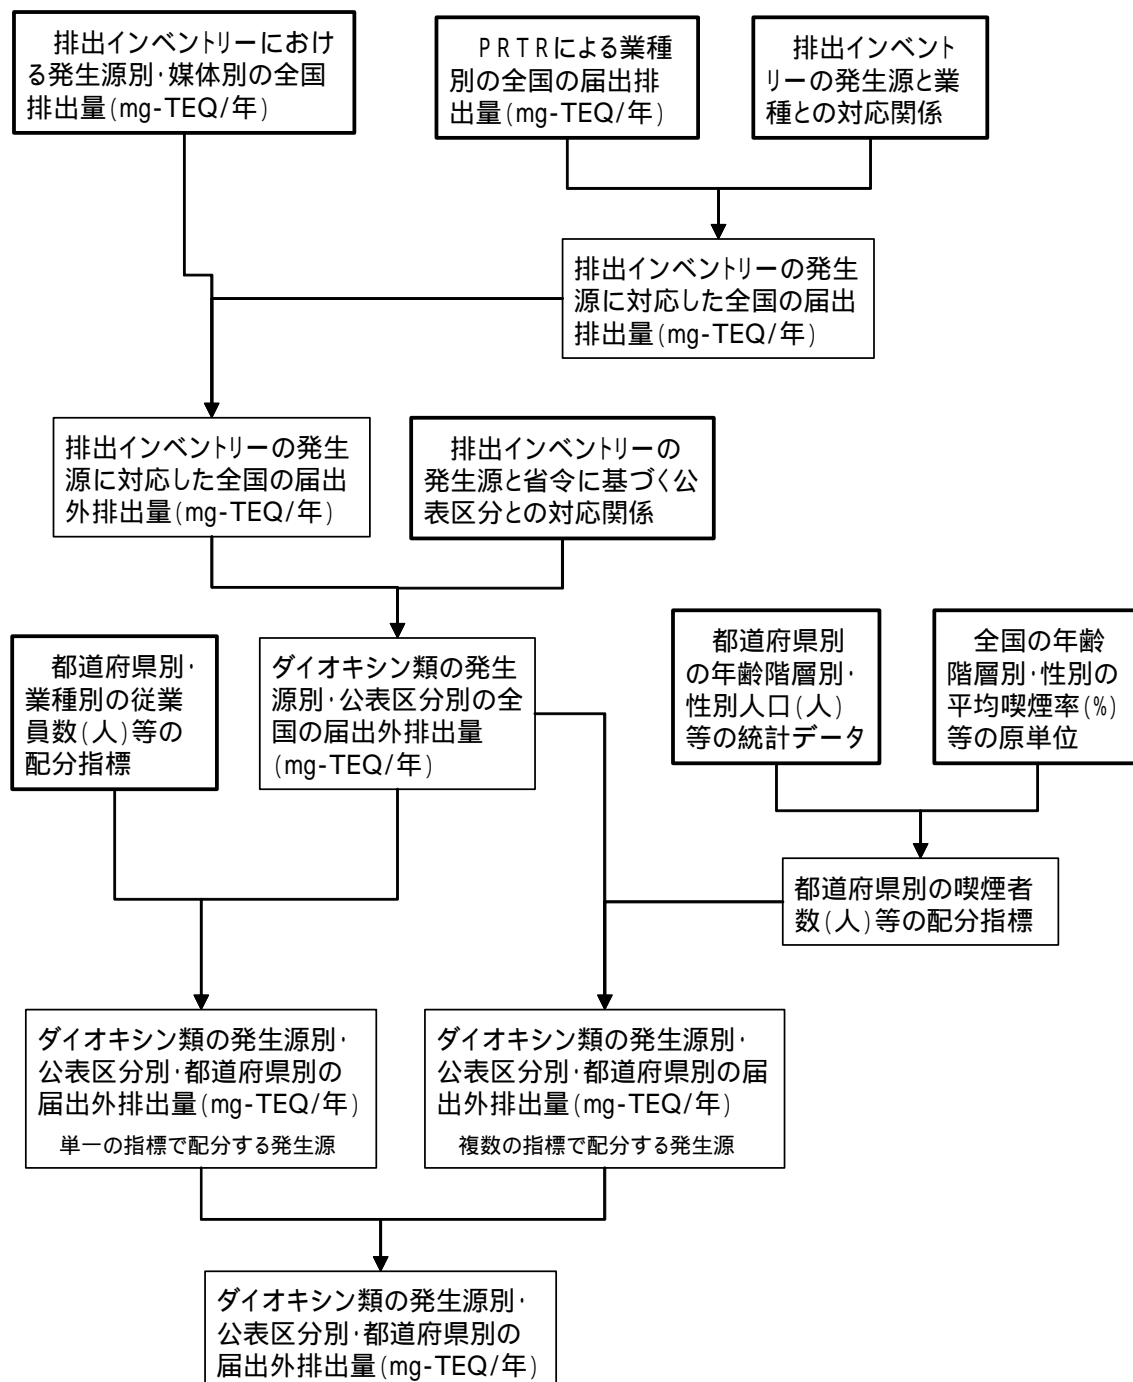 排出インベントリーにおけ
る発生源別・媒体別の全国
排出量(mg-TEQ/年)
PRTRによる業種
別の全国の届出排
出量(mg-TEQ/年)
排出インベント
リーの発生源と業
種との対応関係
排出インベントリーの発生
源に対応した全国の届出
排出量(mg-TEQ/年)
排出インベントリーの発生
源に対応した全国の届出
外排出量(mg-TEQ/年)
排出インベントリーの
発生源と省令に基づく公
表区分との対応関係
都道府県別・
業種別の従業
員数(人)等の
配分指標
ダイオキシン類の発生
源別・公表区分別の全
国の届出外排出量
(mg-TEQ/年)
都道府県別
の年齢階層別・
性別人口(人)
等の統計データ
全国の年齢
階層別・性別の
平均喫煙率(%)
等の原単位
都道府県別の喫煙者
数(人)等の配分指標
ダイオキシン類の発生源別・
公表区分別・都道府県別の
届出外排出量(mg-TEQ/年)
単一の指標で配分する発生源
ダイオキシン類の発生源別・
公表区分別・都道府県別の届
出外排出量(mg-TEQ/年)
複数の指標で配分する発生源
ダイオキシン類の発生源別・
公表区分別・都道府県別の
届出外排出量(mg-TEQ/年)